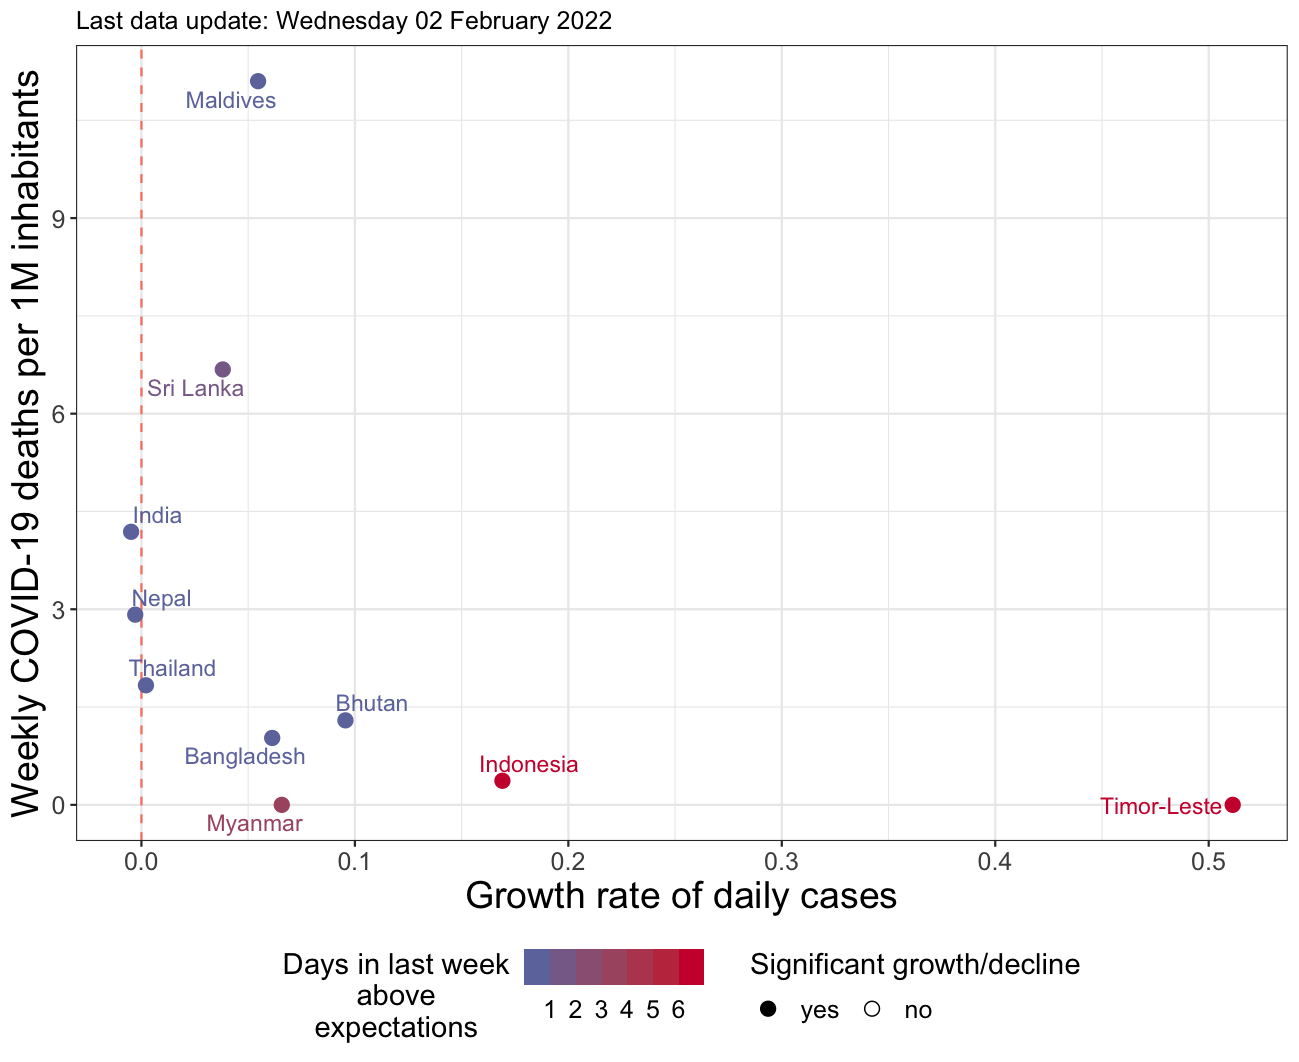 Last data update: Wednesday 02 February 2022
Weekly COVID-19 deaths per 1M inhabitants
9
6
3
0
Maldives
Sri Lanka
India
Nepal
Thailand
Bhutan
Bangladesh
Indonesia
Myanmar
Timor-Leste
0.0 0.1 0.2 0.3 0.4 0.5
Growth rate of daily cases
Days in last week
above
expectations
1 2 3 4 5 6
Significant growth/decline
yes no